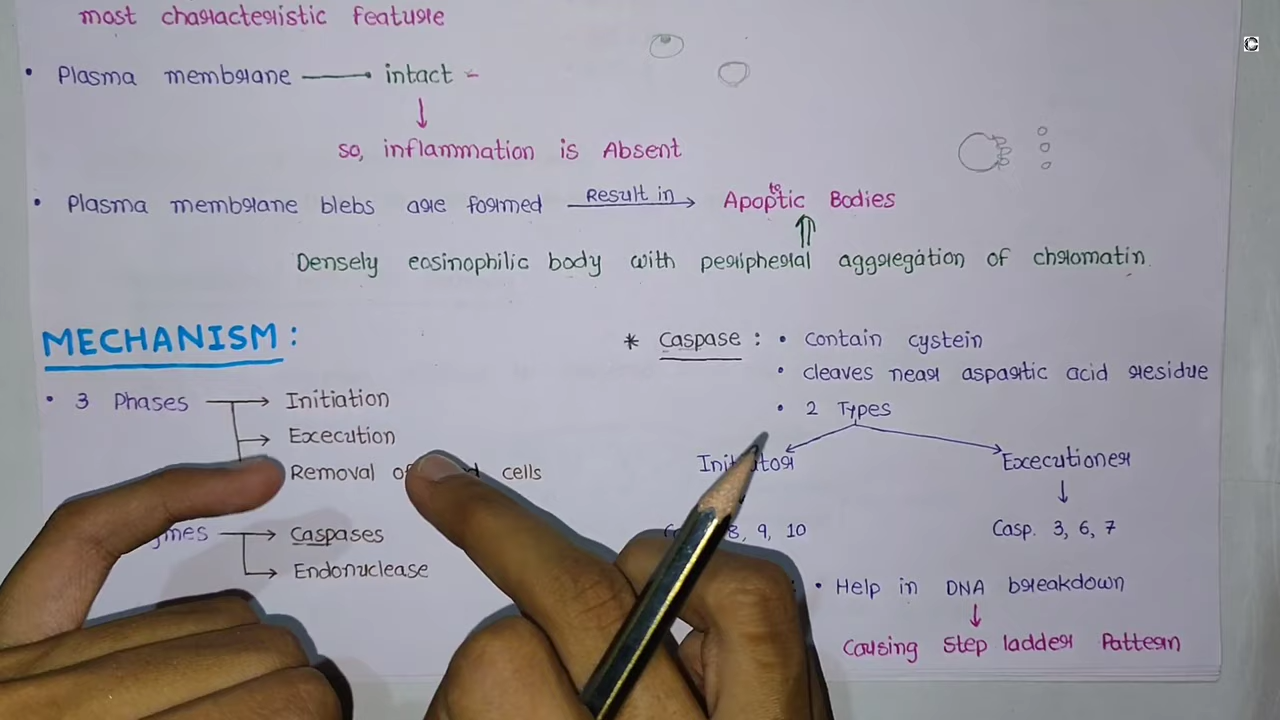 most characteristic feature
• Plasma membrane → intact -
↓
so, inflammation is Absent
• Plasma membrane blebs are formed Result in → Apoptotic Bodies
⇑
Densely eosinophilic body with peripheral aggregation of chromatin.
MECHANISM:
• 3 Phases → Initiation
→ Execution
Removal cells
→ Caspases
→ Endonuclease
* Caspase : • contain cystein
• cleaves near aspartic acid residue
• 2 Types
Initiator
Executioner
↓
8, 9, 10
Casp. 3, 6, 7
• Help in DNA breakdown
↓
Causing Step ladder Pattern
C